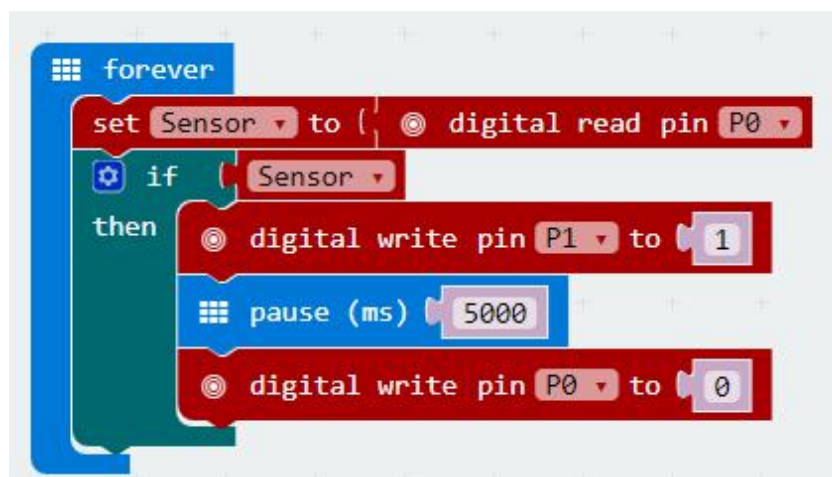 forever
set Sensor to digital read pin P0
if Sensor
then digital write pin P1 to 1
pause (ms) 5000
digital write pin P0 to 0